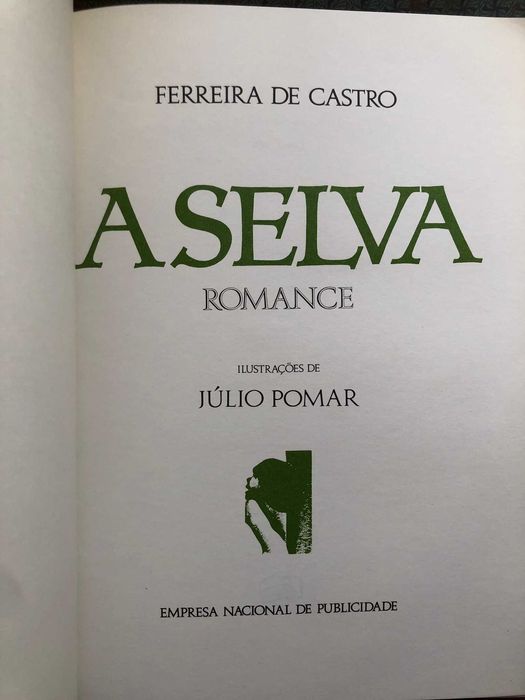 FERREIRA DE CASTRO
A SELVA
ROMANCE
ILUSTRAÇÕES DE
JÚLIO POMAR
EMPRESA NACIONAL DE PUBLICIDADE